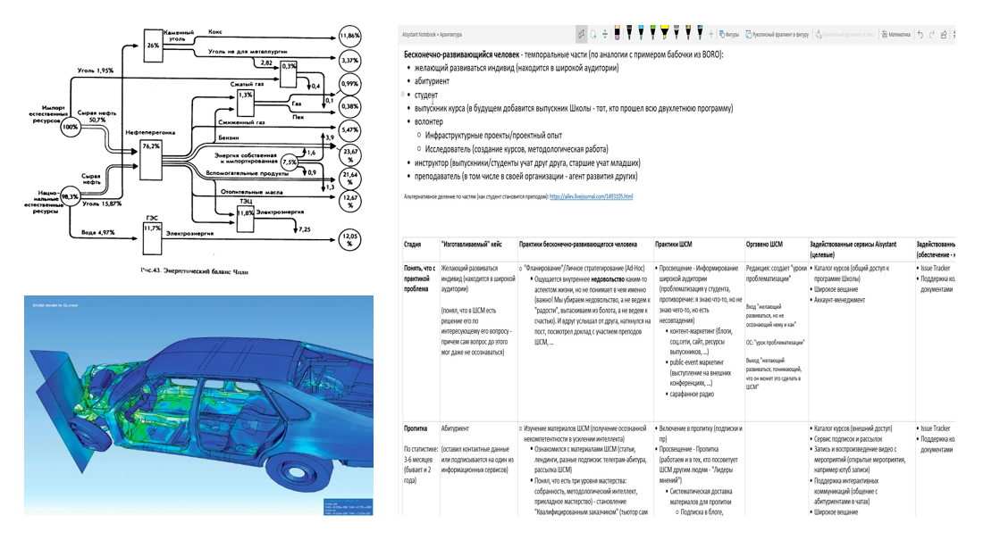 Кокс
11,86%
Каменный
уголь
26%
Уголь не для металлургии
3,37%
2,82
0,3%
Уголь 1,95%
0,4
0,99%
Сжатый газ
1,3%
0,1
Газ
Пек
0,38%
Импорт
естественных
ресурсов
100%
Сырая нефть
50,7%
Сжиженный газ
5,47%
Нефтеперегонка
76,2%
Бензин
3,9
Энергия собственная
и импортированная
7,5%
1,6
0,9
23,67
%
Вспомогательные продукты
1,3
21,64
%
Сырая
нефть
Нацио-
нальные
естественные
ресурсы
98,3%
Уголь 15,87%
Отопительные масла
12,67
%
ТЭЦ
11,8%
Электроэнергия
7,25
ГЭС
11,7%
Вода 4,97%
Электроэнергия
12,05
%
Рис.43. Энергетический баланс Чили
Aisystant Notebook » Архитектура
Фигуры
Рукописный фрагмент в фигуру
Математика
Бесконечно-развивающийся человек - темпоральные части (по аналогии с примером бабочки из BORO):
• желающий развиваться индивид (находится в широкой аудитории)
• абитуриент
• студент
• выпускник курса (в будущем добавится выпускник Школы - тот, кто прошел всю двухлетнюю программу)
• волонтер
○ Инфраструктурные проекты/проектный опыт
○ Исследователь (создание курсов, методологическая работа)
• инструктор (выпускники/студенты учат друг друга, старшие учат младших)
• преподаватель (в том числе в своей организации - агент развития других)
Альтернативное деление по частям (как студент становится преподом): https://ailev.livejournal.com/1493105.html
Стадия
"Изготавливаемый" кейс
Практики бесконечно-развивающегося человека
Практики ШСМ
Оргзвено ШСМ
Задействованные сервисы Aisystant
(целевые)
Задействованн
(обеспечение - н
Понять, что с
практикой
проблема
Желающий развиваться
индивид (находится в широкой
аудитории)
(понял, что в ШСМ есть
решение его по
интересующему его вопросу -
причем сам вопрос до этого
мог даже не осознаваться)
○ "Фланирование"/Личное стратегирование (Ad-Hoc)
• Ощущается внутреннее недовольство каким-то
аспектом жизни, но не понимает в чем именно
(важно! Мы убираем недовольство, а не ведем к
"радости", вытаскиваем из болота, а не ведем к
счастью). И вдруг услышал от друга, наткнулся на
пост, посмотрел доклад с участием преподов
ШСМ, ...
• Просвещение - Информирование
широкой аудитории
(проблематизация у студента,
противоречие: я знаю что-то, но не
знаю чего-то, но есть
несовпадения)
• контент-маркетинг (блоги,
соц.сети, сайт, ресурсы
выпускников, ...)
• public-event маркетинг
(выступление на внешних
конференциях, ...)
• сарафанное радио
Редакция: создает "уроки
проблематизации"
Вход "желающий
развиваться, но не
осознающий чему и как"
ОС: "урок проблематизации"
Выход "желающий
развиваться, понимающий,
что он может это сделать в
ШСМ"
• Каталог курсов (общий доступ к
программе Школы)
• Широкое вещание
• Аккаунт-менеджмент
• Issue Tracker
• Поддержка ко
документами
Пропитка
По статистике:
3-6 месяцев
(бывает и 2
года)
Абитуриент
(оставил контактные данные
или подписывается на один из
информационных сервисов)
○ Изучение материалов ШСМ (получение осознанной
некомпетентности в усилении интеллекта)
• Ознакомился с материалами ШСМ (статьи,
лендинги, разные подписки: телеграм-абитура,
рассылка ШСМ)
• Понял, что есть три уровня мастерства:
собранность, методологический интеллект,
прикладное мастерство) - становление
"Квалифицированным заказчиком" (тьютор сам
• Включение в пропитку (подписки и
пр)
• Просвещение - Пропитка
(работаем и в тех, кто посоветует
ШСМ другим людям - "Лидеры
мнений")
• Системати́ческая доставка
материалов для пропитки
○ Подписка в блоге,
• Каталог курсов (внешний доступ)
• Сервис подписок и рассылок
• Запись и воспроизведение видео с
мероприятий (открытые мероприятия,
например ютуб записи)
• Поддержка интерактивных
коммуникаций (общение с
абитуриентами в чатах)
• Широкое вещание
• Issue Tracker
• Поддержка ко
документами